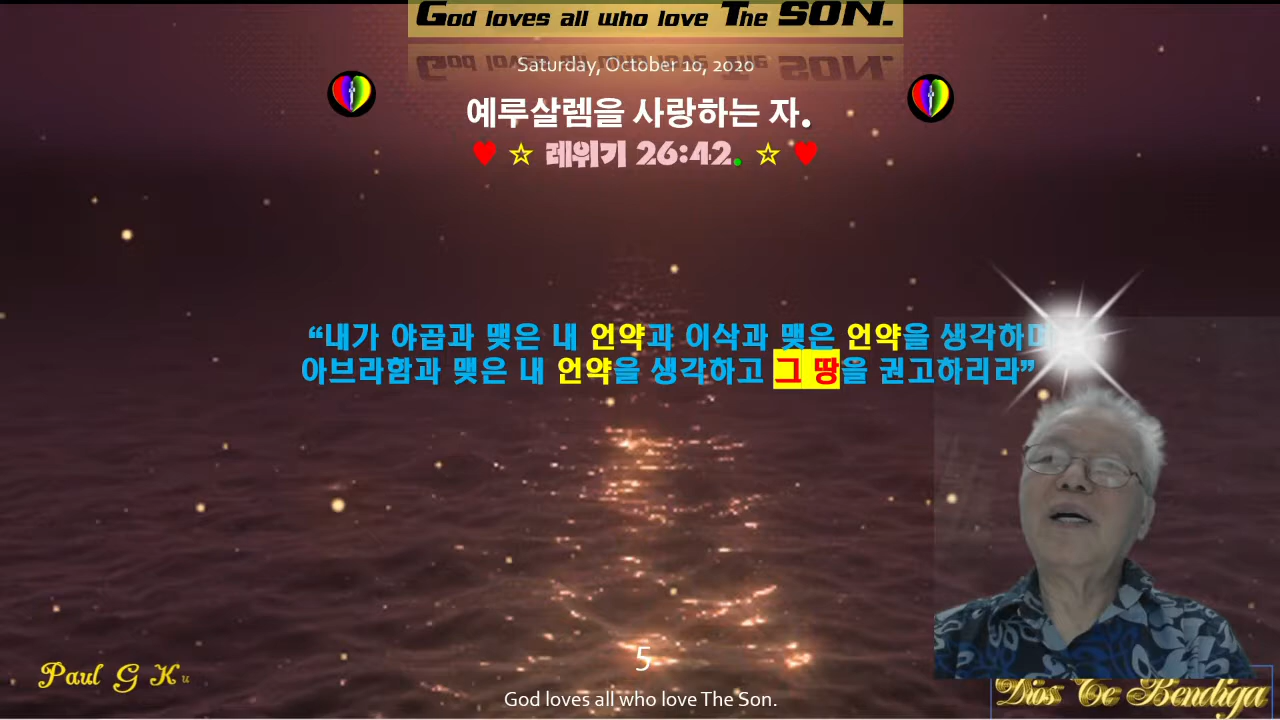 God loves all who love The SON.
Saturday, October 10, 2020
예루살렘을 사랑하는 자.
♥ ☆ 레위기 26:42. ☆ ♥
“내가 야곱과 맺은 내 언약과 이삭과 맺은 언약을 생각하며
아브라함과 맺은 내 언약을 생각하고 그 땅을 권고하리라”
5
Paul G Ku
God loves all who love The Son.
Dios Te Bendiga